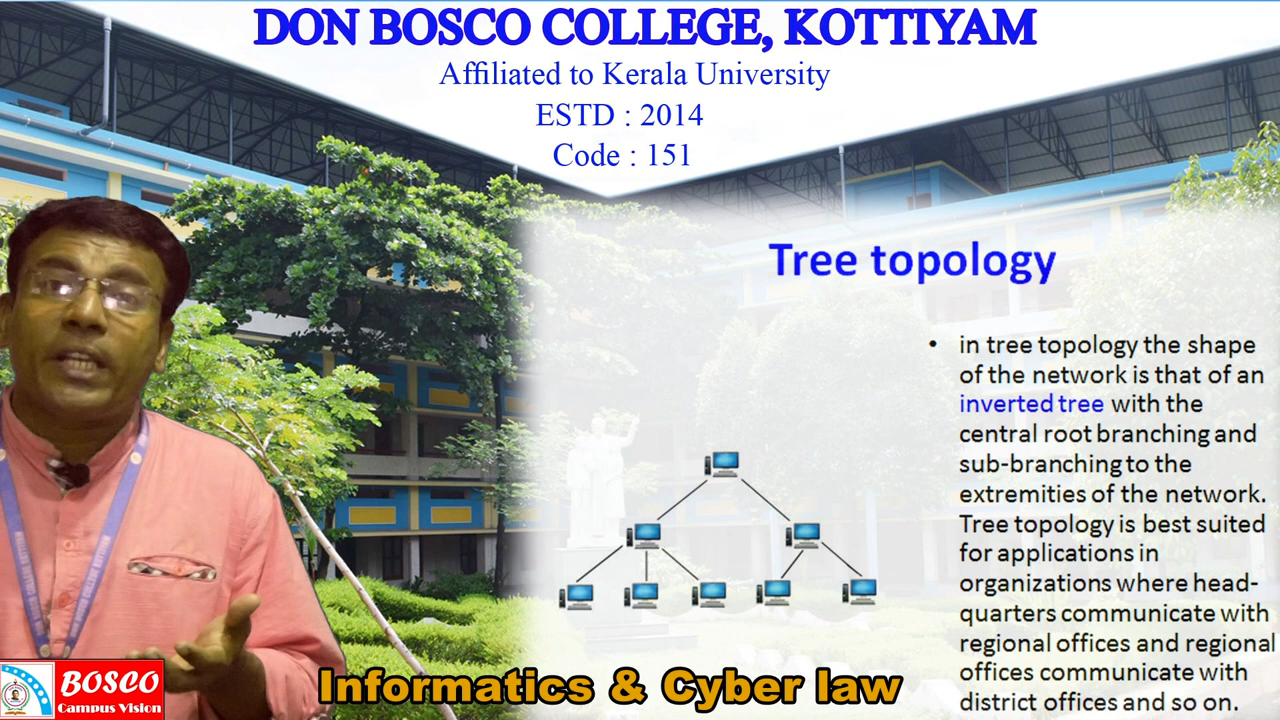 DON BOSCO COLLEGE, KOTTIYAM
Affiliated to Kerala University
ESTD : 2014
Code : 151
Tree topology
• in tree topology the shape
of the network is that of an
inverted tree with the
central root branching and
sub-branching to the
extremities of the network.
Tree topology is best suited
for applications in
organizations where head-
quarters communicate with
regional offices and regional
offices communicate with
district offices and so on.
Informatics & Cyber law
BOSCO
Campus Vision